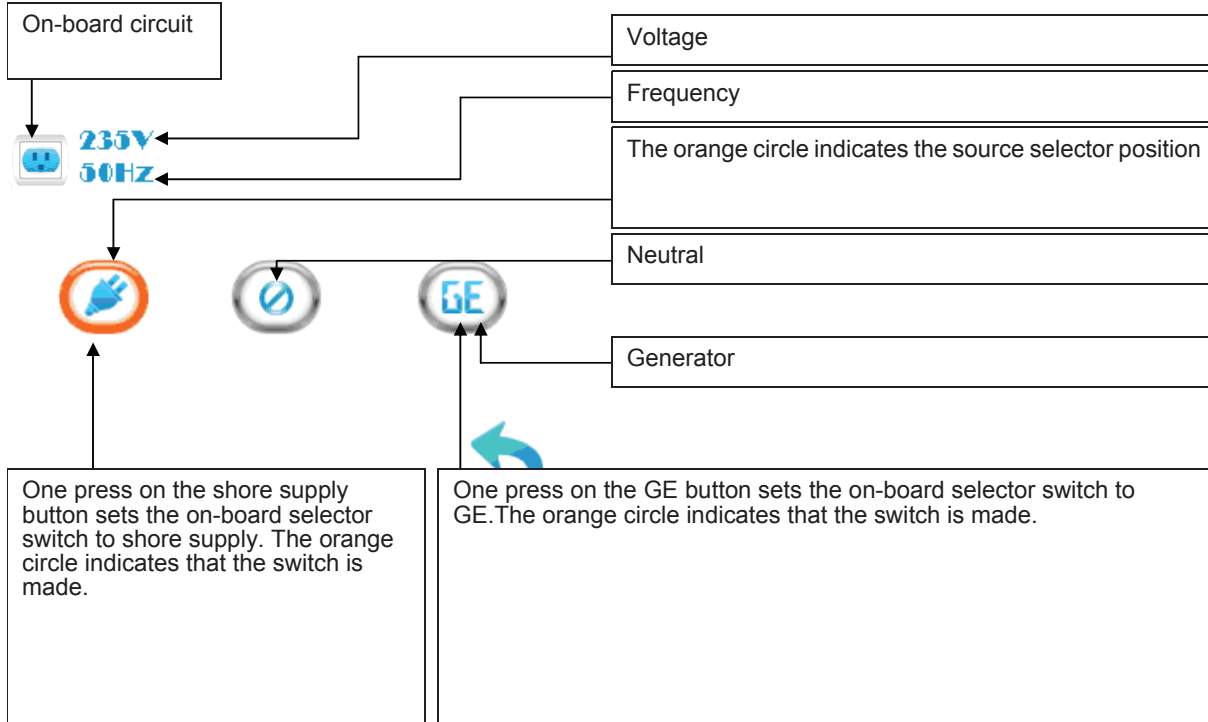 On-board circuit
Voltage
Frequency
235V
50Hz
The orange circle indicates the source selector position
Neutral
GE
Generator
One press on the shore supply
button sets the on-board selector
switch to shore supply. The orange
circle indicates that the switch is
made.
One press on the GE button sets the on-board selector switch to
GE.The orange circle indicates that the switch is made.